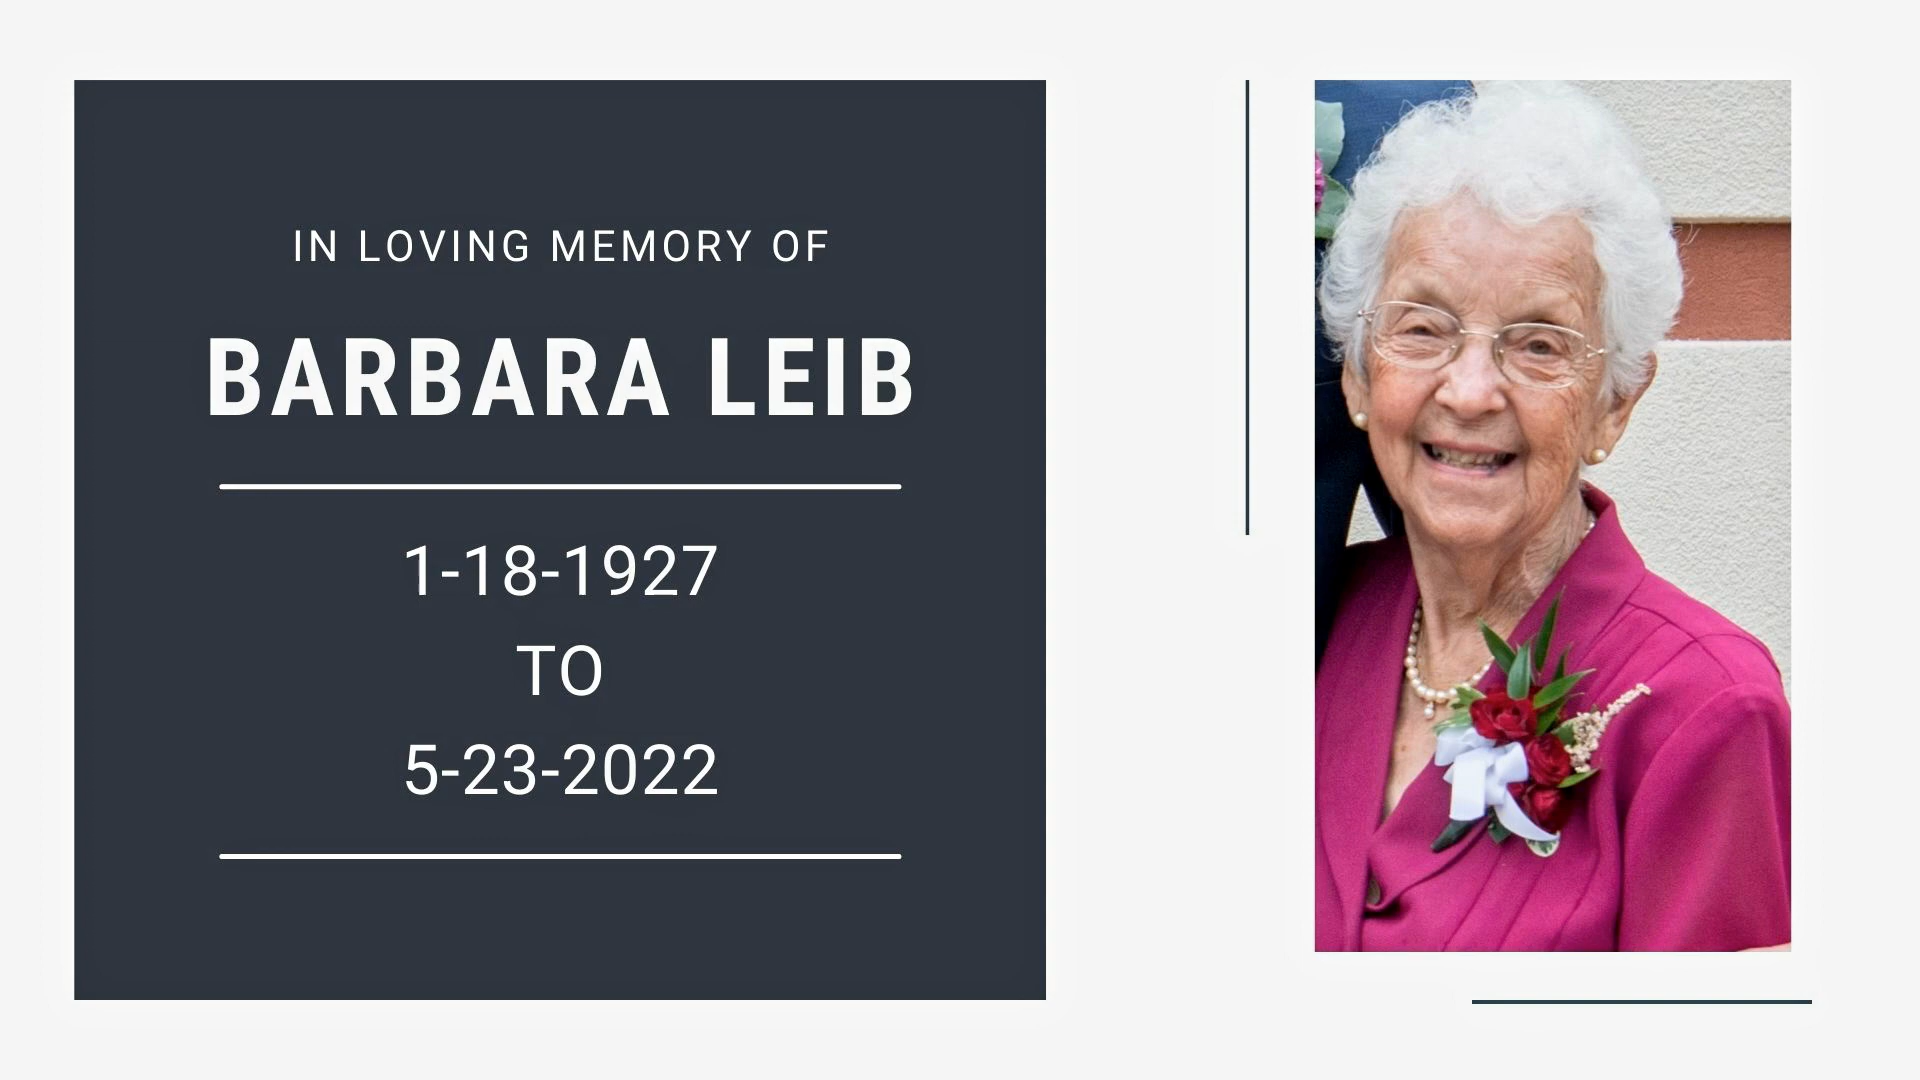 IN LOVING MEMORY OF
BARBARA LEIB
1-18-1927
TO
5-23-2022